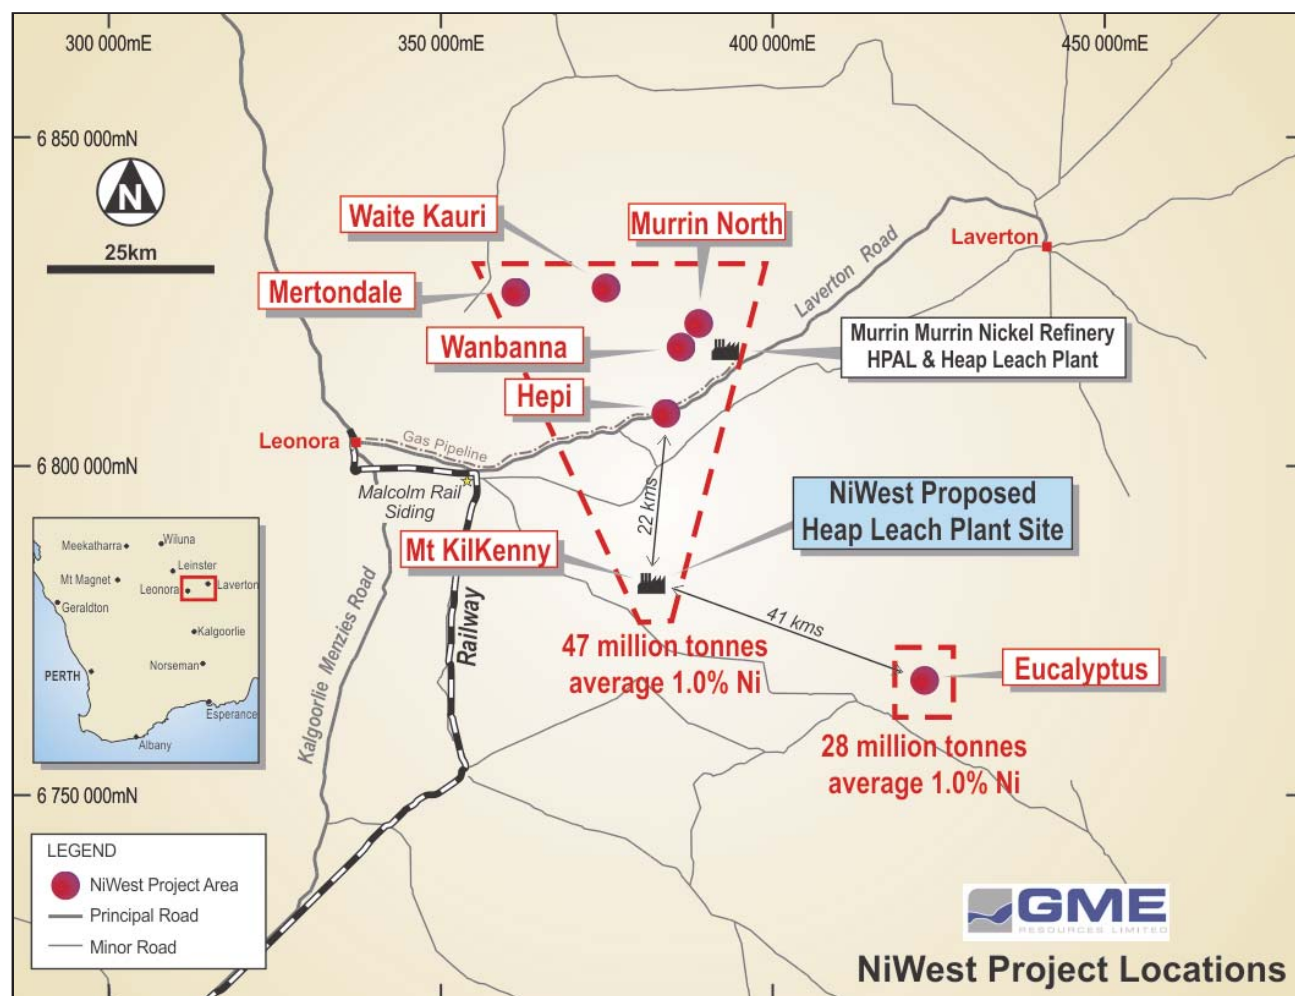 300 000mE
350 000mE
400 000mE
450 000mE
6 850 000mN
N
25km
Waite Kauri
Murrin North
Laverton
Mertondale
Laverton Road
Wanbanna
Murrin Murrin Nickel Refinery
HPAL & Heap Leach Plant
Hepi
Leonora
Gas Pipeline
6 800 000mN
Malcolm Rail
Siding
22 kms
NiWest Proposed
Heap Leach Plant Site
Mt KilKenny
Kalgoorlie Menzies Road
Railway
41 kms
47 million tonnes
average 1.0% Ni
Eucalyptus
28 million tonnes
average 1.0% Ni
Meekatharra
Wiluna
Leinster
Mt Magnet
Leonora
Laverton
Geraldton
Kalgoorlie
Norseman
PERTH
Esperance
Albany
6 750 000mN
LEGEND
NiWest Project Area
Principal Road
Minor Road
GME
RESOURCES LIMITED
NiWest Project Locations